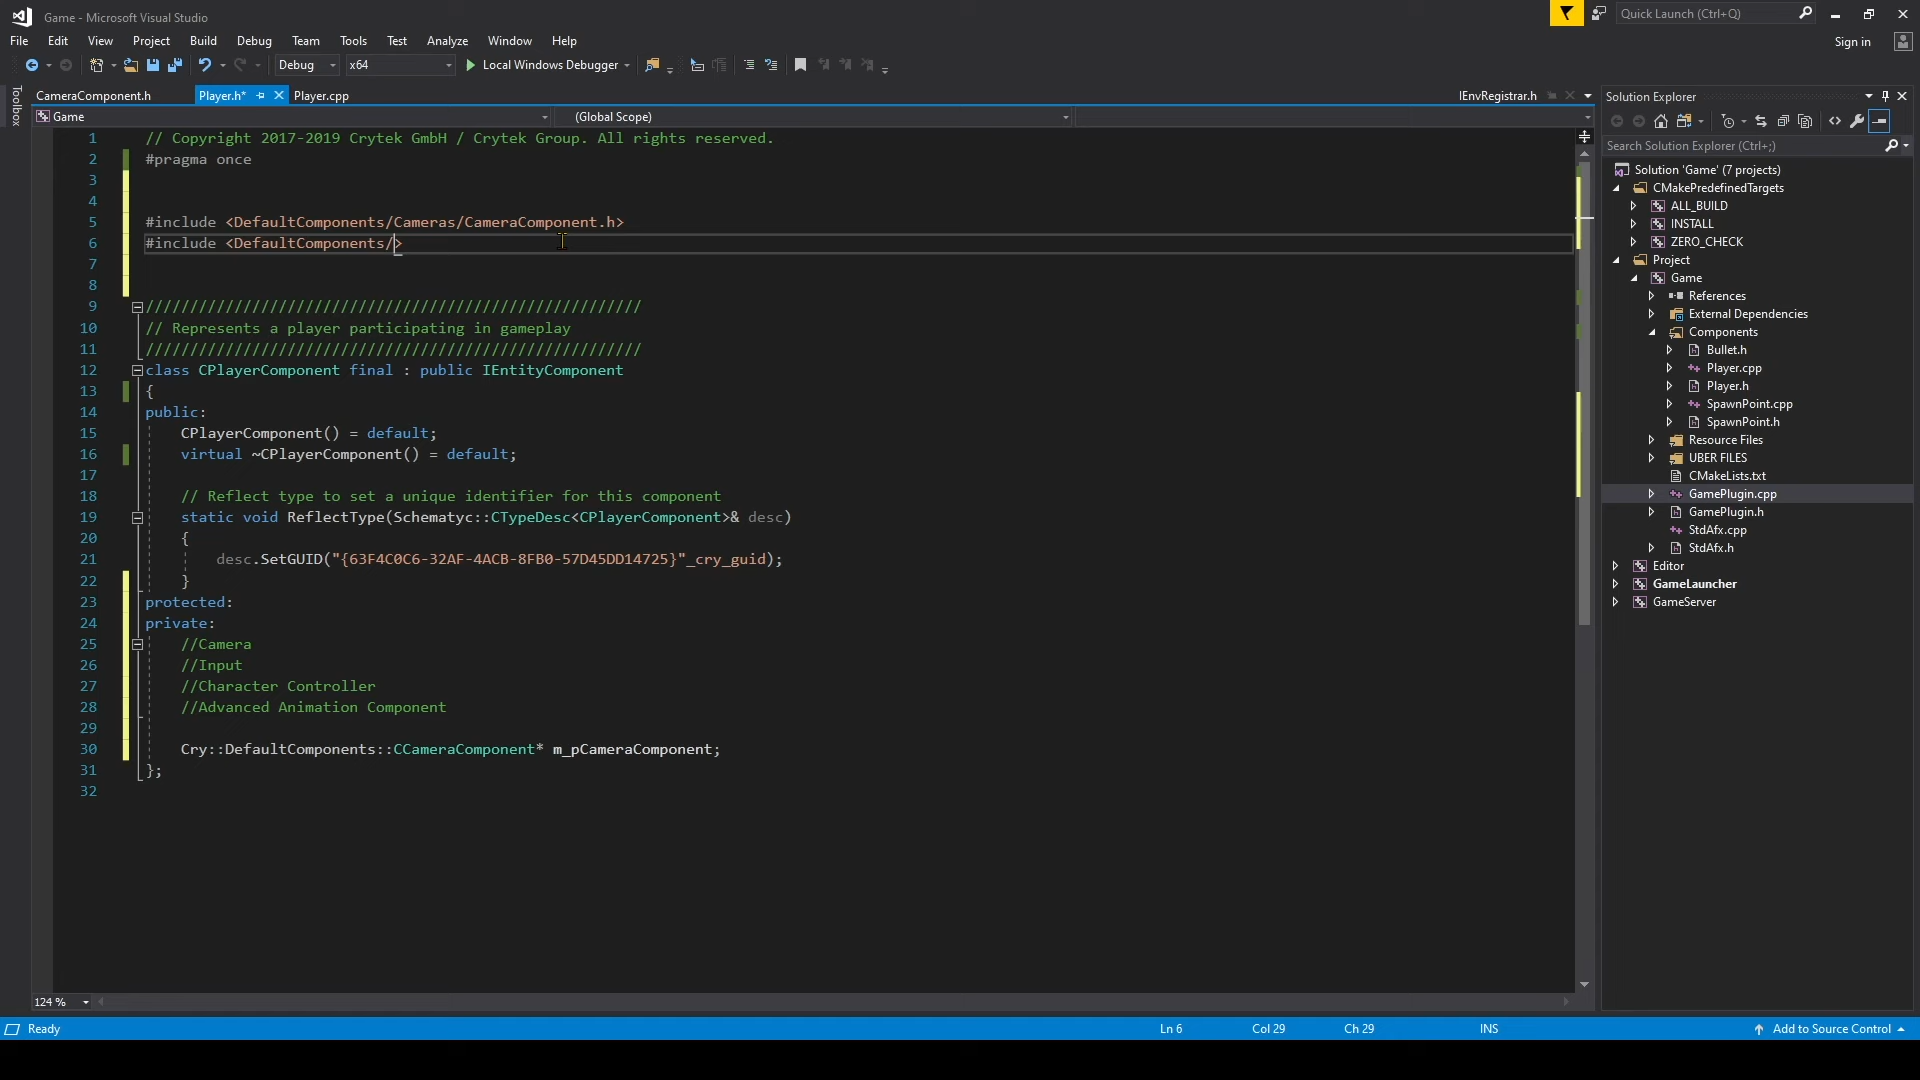 Game - Microsoft Visual Studio
Quick Launch (Ctrl+Q)
File Edit View Project Build Debug Team Tools Test Analyze Window Help
Sign in
Debug x64 Local Windows Debugger
Toolbox
CameraComponent.h Player.h* Player.cpp IEnvRegistrar.h
Game (Global Scope)
1 // Copyright 2017-2019 Crytek GmbH / Crytek Group. All rights reserved.
2 #pragma once
3
4
5 #include <DefaultComponents/Cameras/CameraComponent.h>
6 #include <DefaultComponents/>
7
8
9 ////////////////////////////////////////////////////////
10 // Represents a player participating in gameplay
11 ////////////////////////////////////////////////////////
12 class CPlayerComponent final : public IEntityComponent
13 {
14 public:
15 CPlayerComponent() = default;
16 virtual ~CPlayerComponent() = default;
17
18 // Reflect type to set a unique identifier for this component
19 static void ReflectType(Schematyc::CTypeDesc<CPlayerComponent>& desc)
20 {
21 desc.SetGUID("{63F4C0C6-32AF-4ACB-8FB0-57D45DD14725}"_cry_guid);
22 }
23 protected:
24 private:
25 //Camera
26 //Input
27 //Character Controller
28 //Advanced Animation Component
29
30 Cry::DefaultComponents::CCameraComponent* m_pCameraComponent;
31 };
32
124 %
Solution Explorer
Search Solution Explorer (Ctrl+;)
Solution 'Game' (7 projects)
CMakePredefinedTargets
ALL_BUILD
INSTALL
ZERO_CHECK
Project
Game
References
External Dependencies
Components
Bullet.h
Player.cpp
Player.h
SpawnPoint.cpp
SpawnPoint.h
Resource Files
UBER FILES
CMakeLists.txt
GamePlugin.cpp
GamePlugin.h
StdAfx.cpp
StdAfx.h
Editor
GameLauncher
GameServer
Ready Ln 6 Col 29 Ch 29 INS Add to Source Control